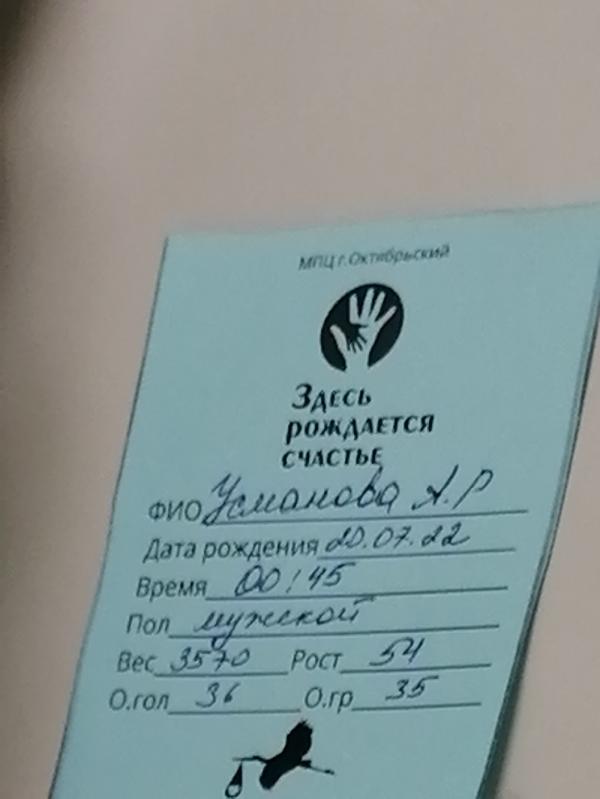 МПЦ г.Октябрьский
ЗДЕСЬ
РОЖДАЕТСЯ
СЧАСТЬЕ
ФИО Усманова А.Р
Дата рождения 20.07.22
Время 00:45
Пол мужской
Вес 3570 Рост 54
О.гол 36 О.гр 35